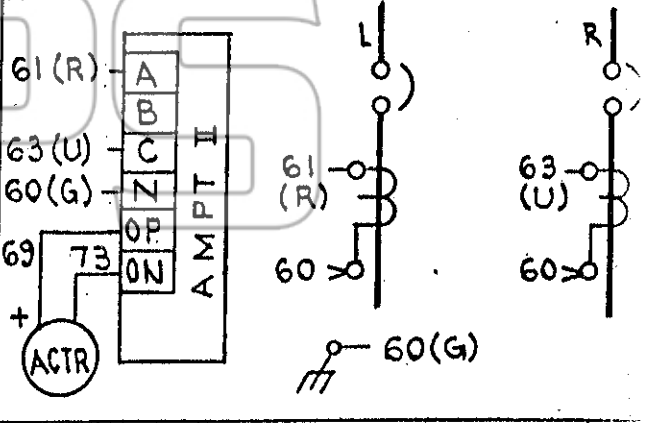 61 (R)
A
B
63 (U)
C
60 (G)
N
OP
69
73
ON
+
ACTR
AMPT II
L
61
(R)
60
R
63
(U)
60
60(G)